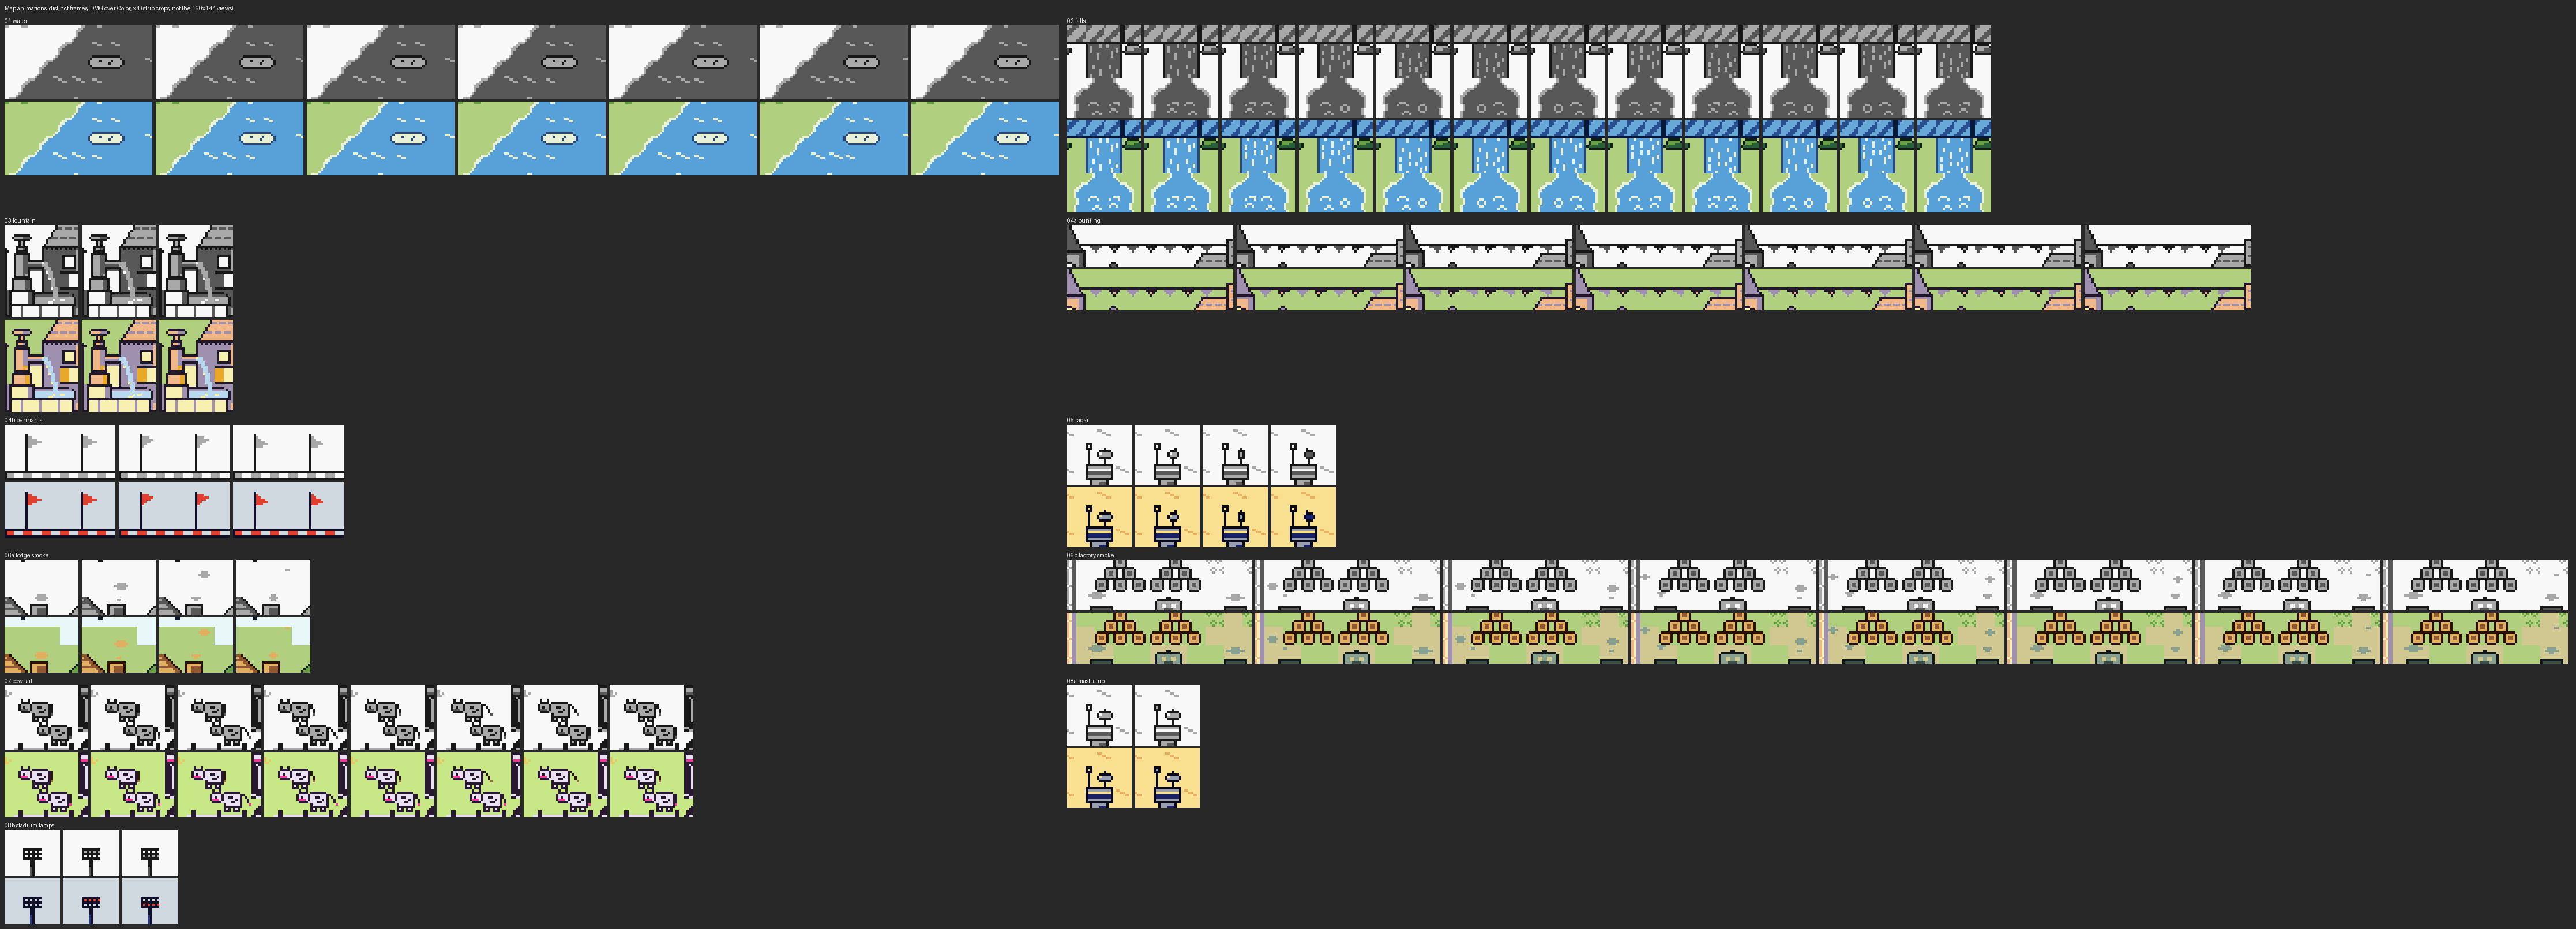 Map animations: distinct frames, DMG over Color, x4 (strip crops, not the 160x144 views)
01 water
02 falls
03 fountain
04a bunting
04b pennants
05 radar
06a lodge smoke
06b factory smoke
07 cow tail
08a mast lamp
08b stadium lamps